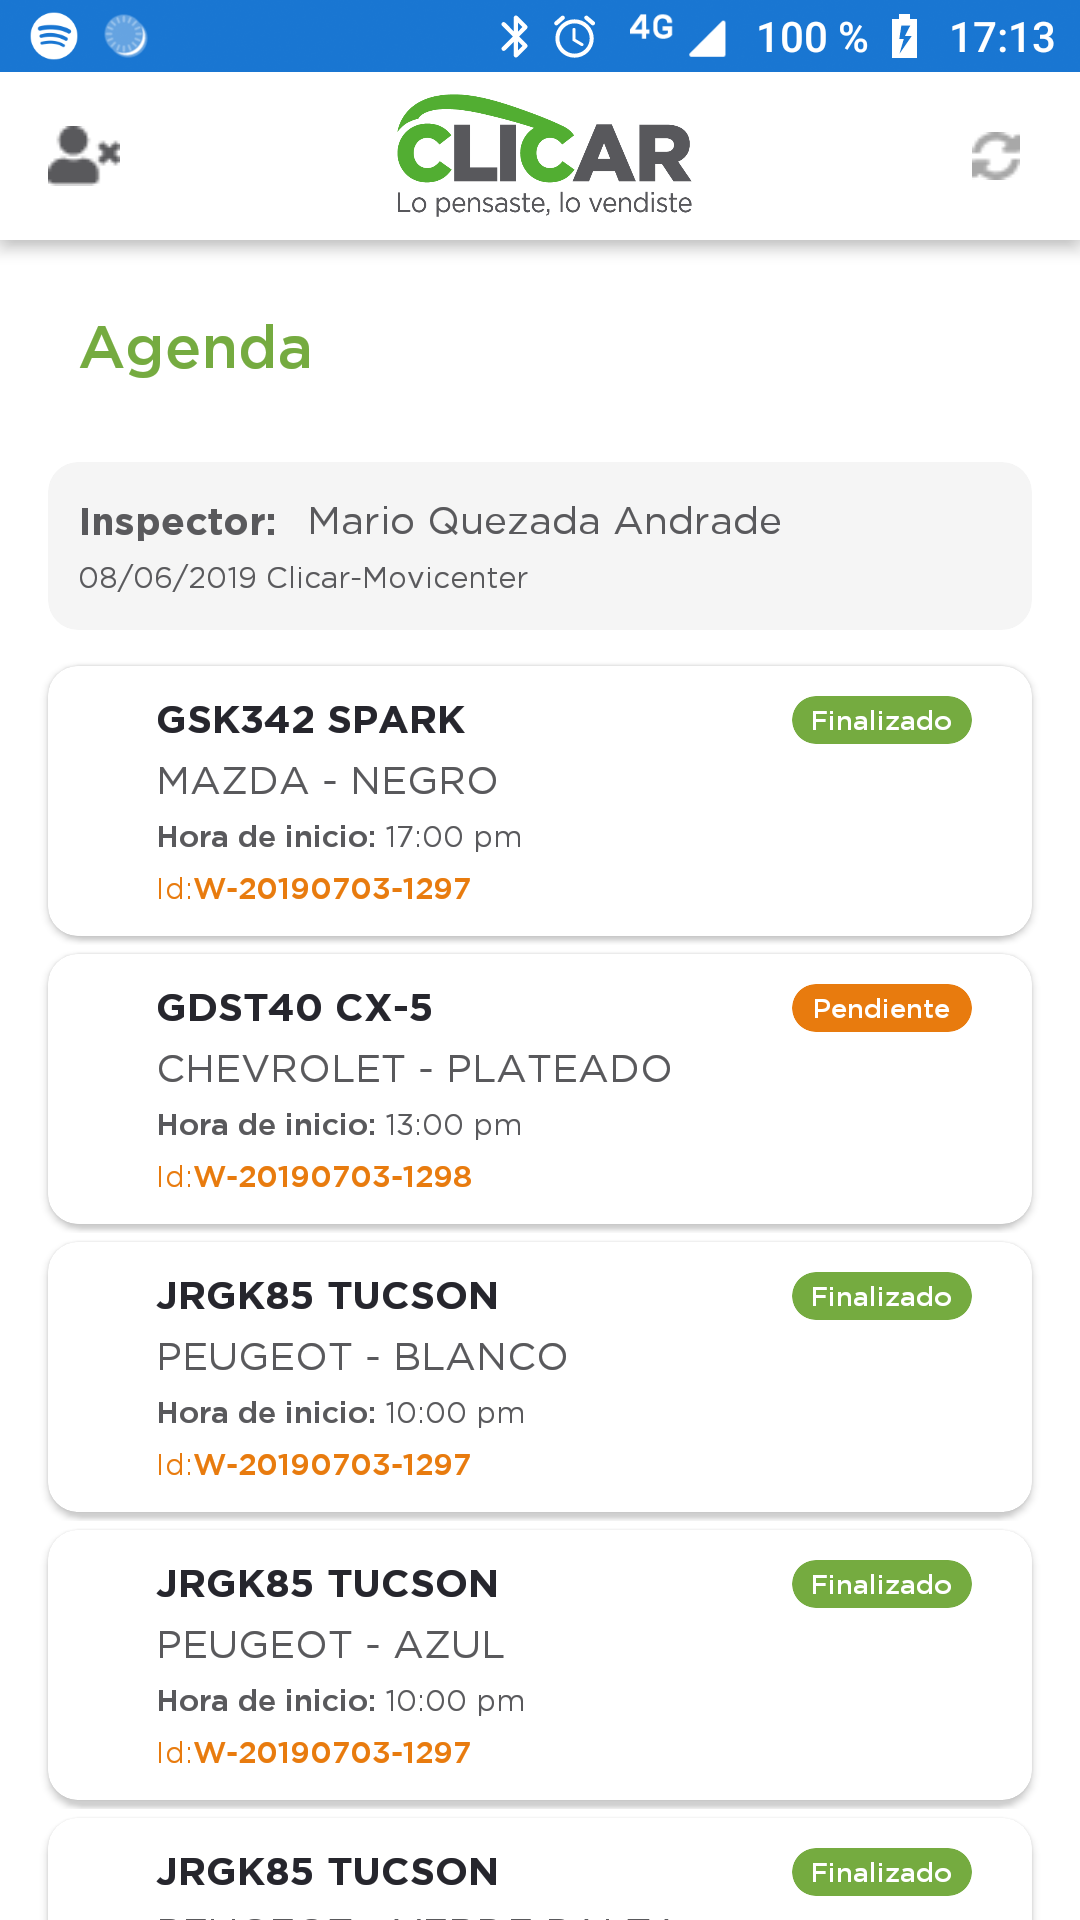 4G 100 % 17:13
CLICAR
Lo pensaste, lo vendiste
Agenda
Inspector: Mario Quezada Andrade
08/06/2019 Clicar-Movicenter
GSK342 SPARK Finalizado
MAZDA - NEGRO
Hora de inicio: 17:00 pm
Id:W-20190703-1297
GDST40 CX-5 Pendiente
CHEVROLET - PLATEADO
Hora de inicio: 13:00 pm
Id:W-20190703-1298
JRGK85 TUCSON Finalizado
PEUGEOT - BLANCO
Hora de inicio: 10:00 pm
Id:W-20190703-1297
JRGK85 TUCSON Finalizado
PEUGEOT - AZUL
Hora de inicio: 10:00 pm
Id:W-20190703-1297
JRGK85 TUCSON Finalizado